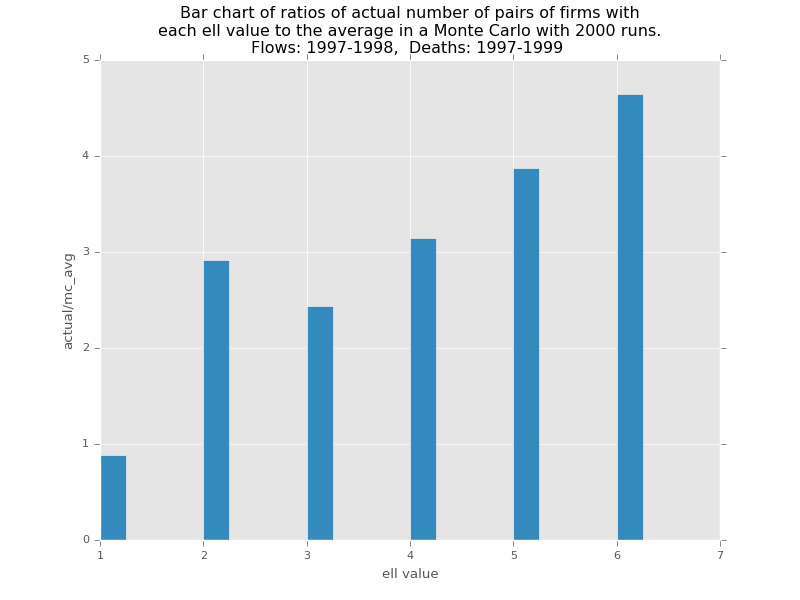 Bar chart of ratios of actual number of pairs of firms with
each ell value to the average in a Monte Carlo with 2000 runs.
Flows: 1997-1998,  Deaths: 1997-1999
5
4
3
2
1
0
actual/mc_avg
1 2 3 4 5 6 7
ell value